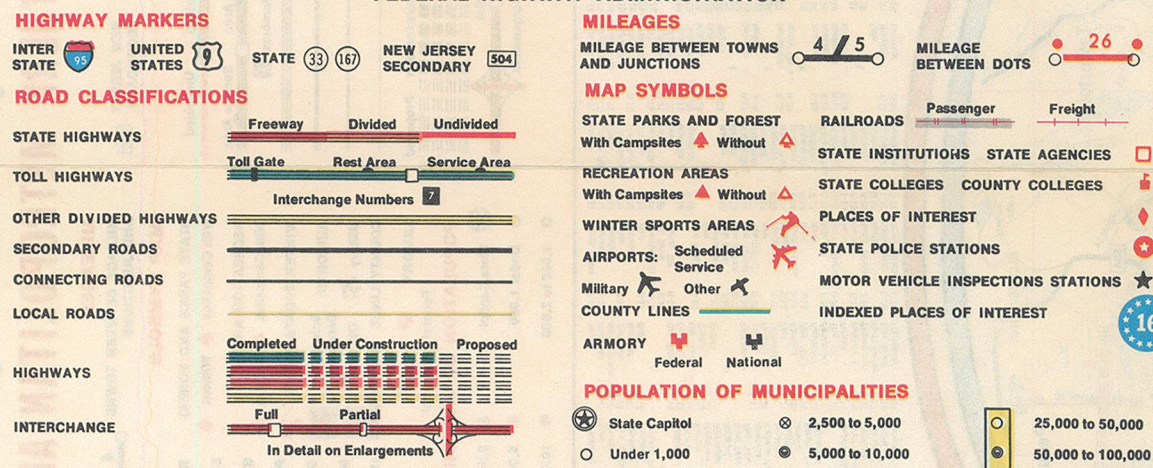 FEDERAL HIGHWAY ADMINISTRATION
HIGHWAY MARKERS
INTER STATE 95
UNITED STATES 9
STATE 33 167
NEW JERSEY SECONDARY 504
ROAD CLASSIFICATIONS
STATE HIGHWAYS
Freeway Divided Undivided
TOLL HIGHWAYS
Toll Gate Rest Area Service Area
Interchange Numbers 7
OTHER DIVIDED HIGHWAYS
SECONDARY ROADS
CONNECTING ROADS
LOCAL ROADS
HIGHWAYS
Completed Under Construction Proposed
INTERCHANGE
Full Partial
In Detail on Enlargements
MILEAGES
MILEAGE BETWEEN TOWNS
AND JUNCTIONS
4 5
MILEAGE
BETWEEN DOTS
26
MAP SYMBOLS
STATE PARKS AND FOREST
With Campsites Without
RECREATION AREAS
With Campsites Without
WINTER SPORTS AREAS
AIRPORTS: Scheduled
Service
Military Other
COUNTY LINES
ARMORY
Federal National
RAILROADS
Passenger Freight
STATE INSTITUTIONS STATE AGENCIES
STATE COLLEGES COUNTY COLLEGES
PLACES OF INTEREST
STATE POLICE STATIONS
MOTOR VEHICLE INSPECTIONS STATIONS
INDEXED PLACES OF INTEREST
16
POPULATION OF MUNICIPALITIES
State Capitol
Under 1,000
2,500 to 5,000
5,000 to 10,000
25,000 to 50,000
50,000 to 100,000